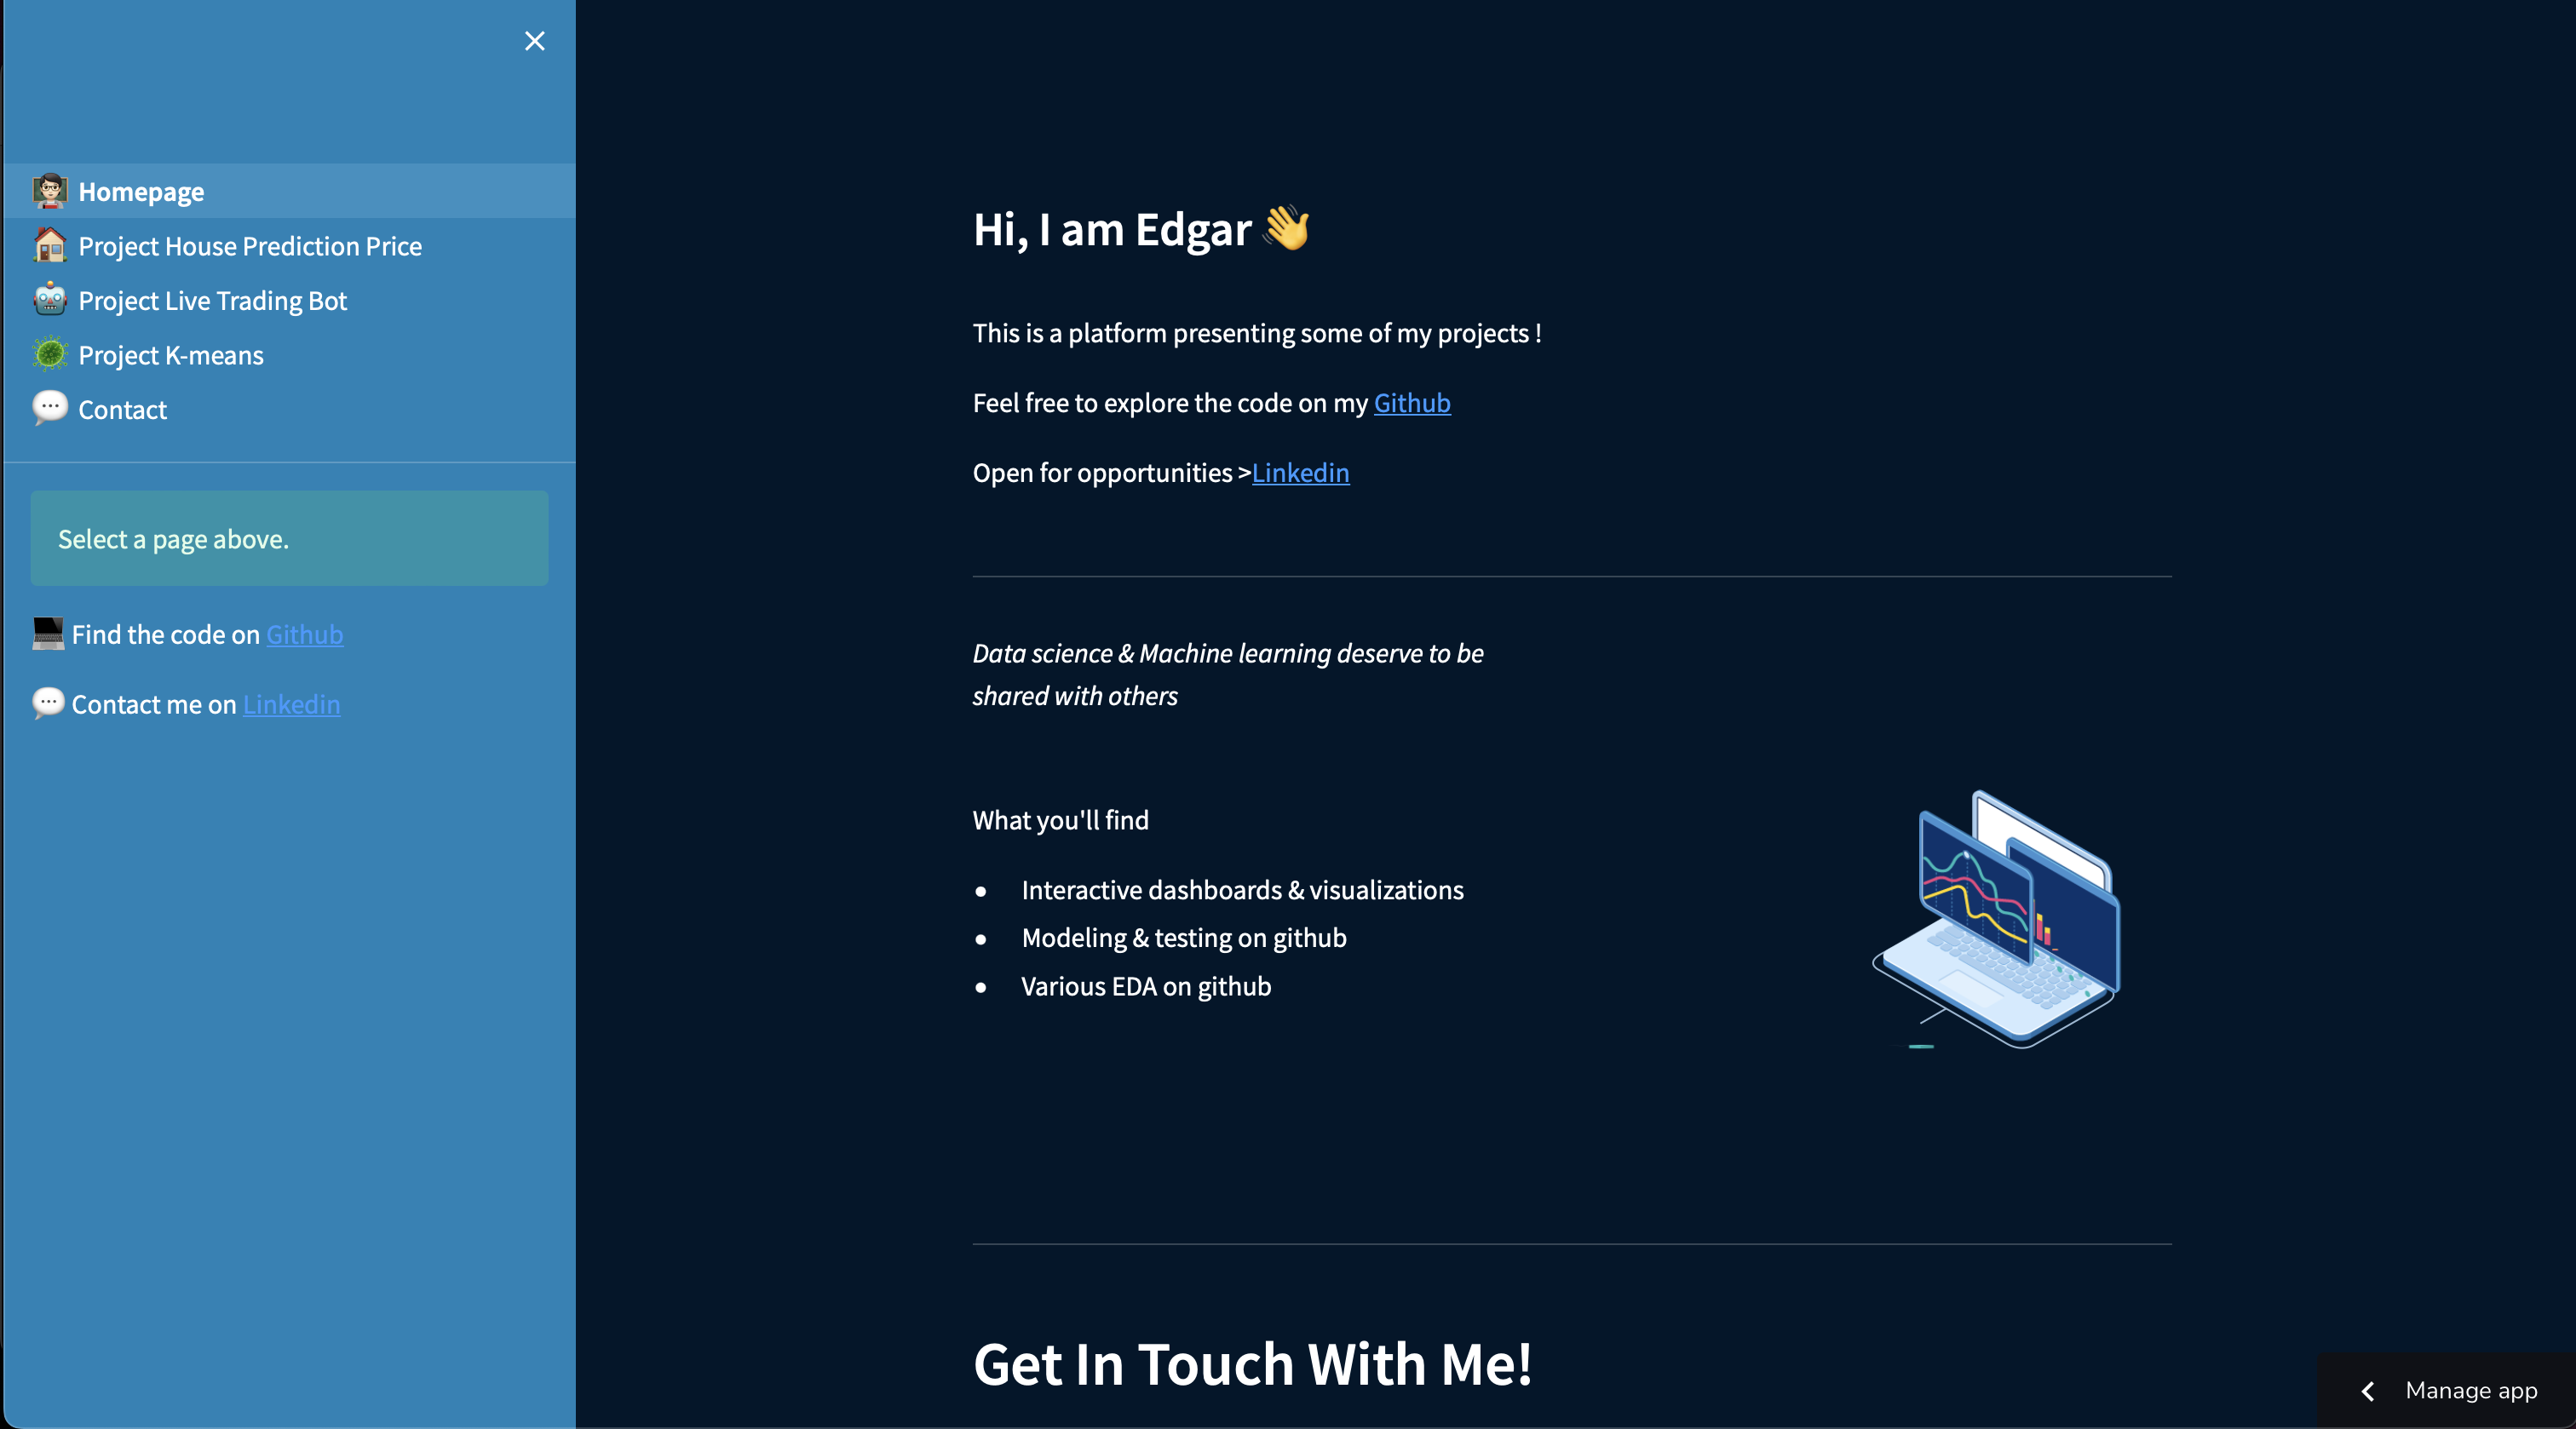 Homepage
Project House Prediction Price
Project Live Trading Bot
Project K-means
Contact
Select a page above.
Find the code on Github
Contact me on Linkedin
Hi, I am Edgar 👋
This is a platform presenting some of my projects !
Feel free to explore the code on my Github
Open for opportunities >Linkedin
Data science & Machine learning deserve to be
shared with others
What you'll find
• Interactive dashboards & visualizations
• Modeling & testing on github
• Various EDA on github
Get In Touch With Me!
Manage app